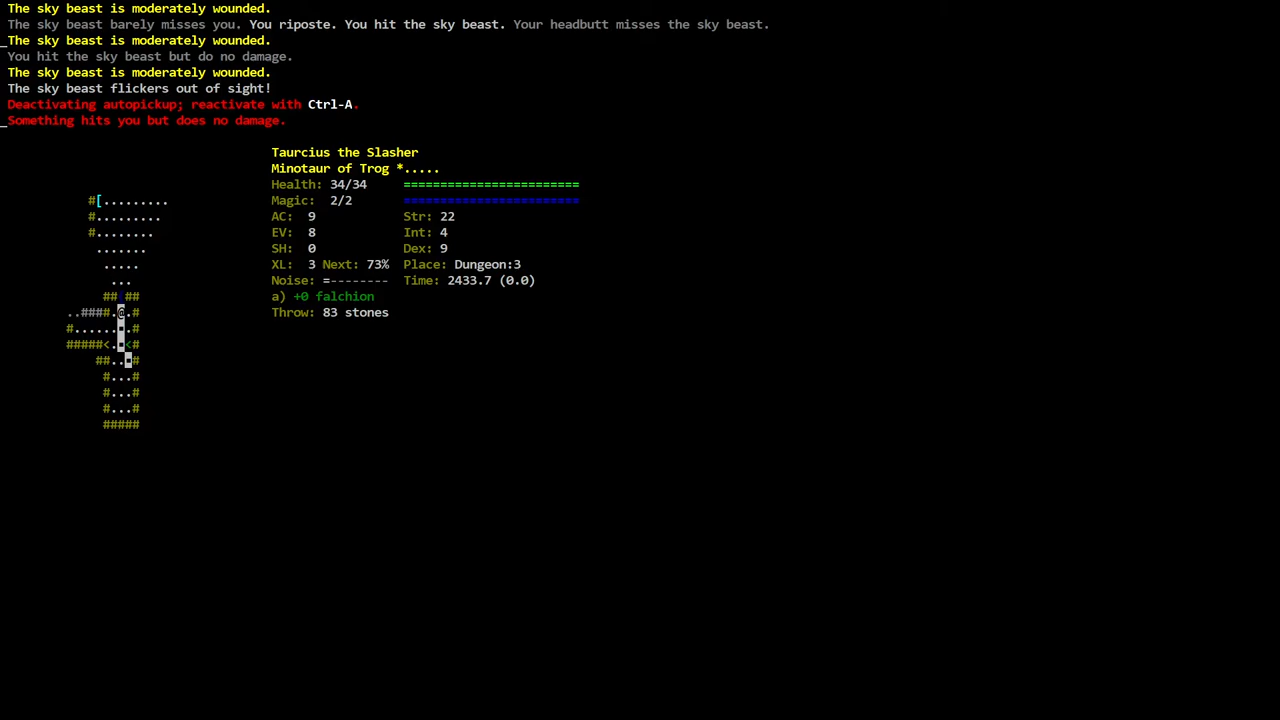 The sky beast is moderately wounded.
The sky beast barely misses you. You riposte. You hit the sky beast. Your headbutt misses the sky beast.
_The sky beast is moderately wounded.
You hit the sky beast but do no damage.
The sky beast is moderately wounded.
The sky beast flickers out of sight!
Deactivating autopickup; reactivate with Ctrl-A.
_Something hits you but does no damage.
Taurcius the Slasher
Minotaur of Trog *.....
Health: 34/34 ========================
#[.........
Magic: 2/2 ========================
#.........
AC: 9 Str: 22
#........
EV: 8 Int: 4
.......
SH: 0 Dex: 9
.....
XL: 3 Next: 73% Place: Dungeon:3
...
Noise: =-------- Time: 2433.7 (0.0)
## ##
a) +0 falchion
..####.@.#
Throw: 83 stones
#.......#
#####<.<#
##..#
#...#
#...#
#...#
#####